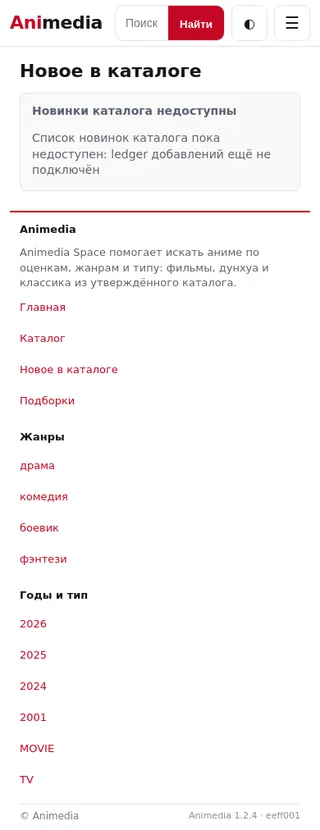 Animedia Поиск Найти
Новое в каталоге
Новинки каталога недоступны
Список новинок каталога пока
недоступен: ledger добавлений ещё не
подключён
Animedia
Animedia Space помогает искать аниме по
оценкам, жанрам и типу: фильмы, дунхуа и
классика из утверждённого каталога.
Главная
Каталог
Новое в каталоге
Подборки
Жанры
драма
комедия
боевик
фэнтези
Годы и тип
2026
2025
2024
2001
MOVIE
TV
© Animedia Animedia 1.2.4 · eeff001